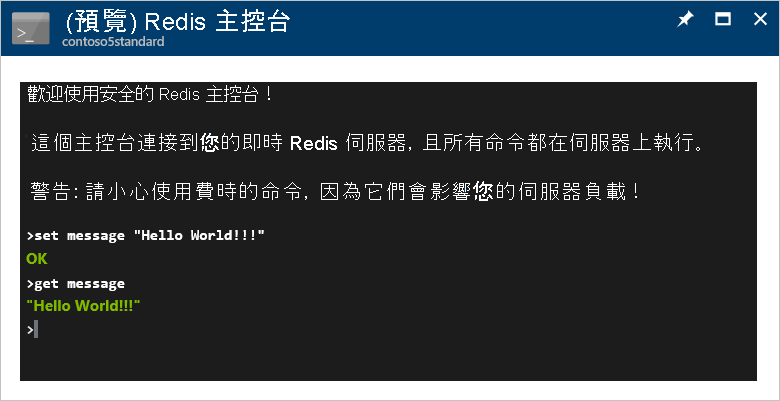 (預覽) Redis 主控台
contoso5standard
歡迎使用安全的 Redis 主控台！
這個主控台連接到您的即時 Redis 伺服器, 且所有命令都在伺服器上執行。
警告: 請小心使用費時的命令, 因為它們會影響您的伺服器負載！
>set message "Hello World!!!"
OK
>get message
"Hello World!!!"
>